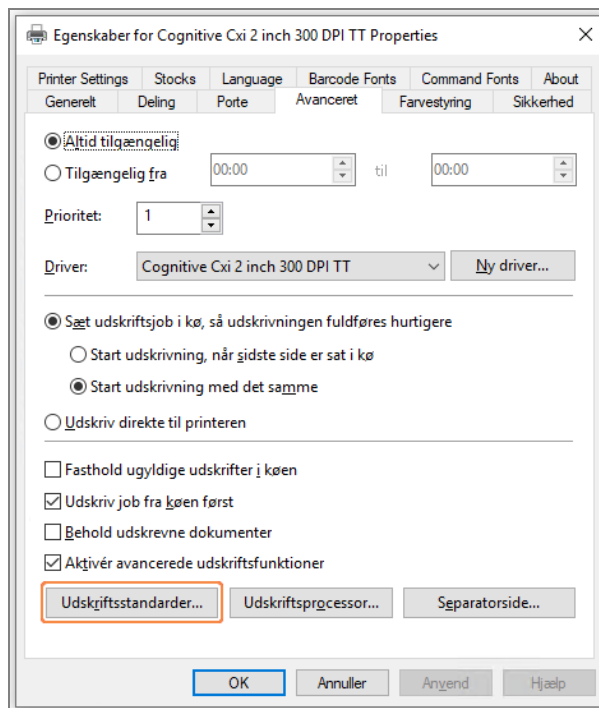 Egenskaber for Cognitive Cxi 2 inch 300 DPI TT Properties
Printer Settings Stocks Language Barcode Fonts Command Fonts About
Generelt Deling Porte Avanceret Farvestyring Sikkerhed
Altid tilgængelig
Tilgængelig fra 00:00 til 00:00
Prioritet: 1
Driver: Cognitive Cxi 2 inch 300 DPI TT Ny driver...
Sæt udskriftsjob i kø, så udskrivningen fuldføres hurtigere
Start udskrivning, når sidste side er sat i kø
Start udskrivning med det samme
Udskriv direkte til printeren
Fasthold ugyldige udskrifter i køen
Udskriv job fra køen først
Behold udskrevne dokumenter
Aktivér avancerede udskriftsfunktioner
Udskriftsstandarder... Udskriftsprocessor... Separatorside...
OK Annuller Anvend Hjælp